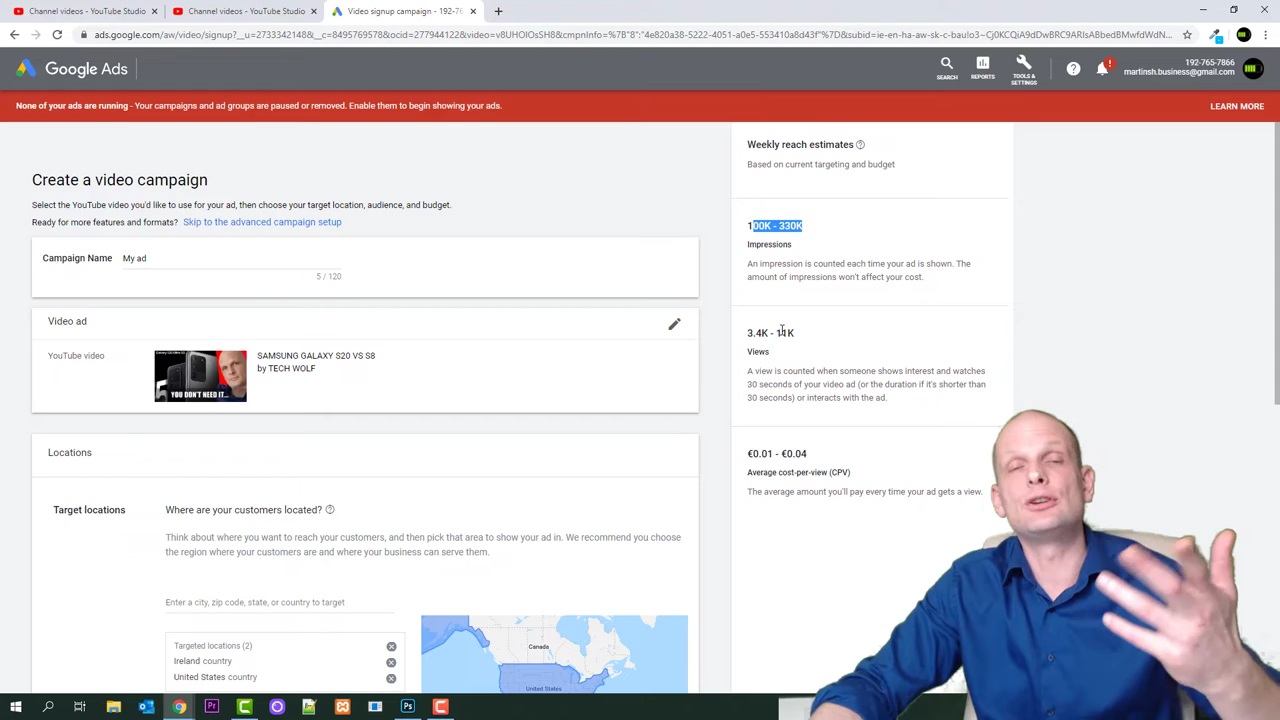 Channel videos - YouTube Studio
Channel videos - YouTube Studio
Video signup campaign - 192-76
Google Ads
SEARCH
REPORTS
TOOLS & SETTINGS
192-765-7866
martinsh.business@gmail.com
None of your ads are running - Your campaigns and ad groups are paused or removed. Enable them to begin showing your ads.
LEARN MORE
Create a video campaign
Select the YouTube video you'd like to use for your ad, then choose your target location, audience, and budget.
Ready for more features and formats? Skip to the advanced campaign setup
Campaign Name My ad
5 / 120
Video ad
YouTube video
YOU DON'T NEED IT...
SAMSUNG GALAXY S20 VS S8
by TECH WOLF
Locations
Target locations
Where are your customers located?
Think about where you want to reach your customers, and then pick that area to show your ad in. We recommend you choose
the region where your customers are and where your business can serve them.
Enter a city, zip code, state, or country to target
Targeted locations (2)
Ireland country
United States country
Canada
United States
Weekly reach estimates
Based on current targeting and budget
100K - 330K
Impressions
An impression is counted each time your ad is shown. The
amount of impressions won't affect your cost.
3.4K - 11K
Views
A view is counted when someone shows interest and watches
30 seconds of your video ad (or the duration if it's shorter than
30 seconds) or interacts with the ad.
€0.01 - €0.04
Average cost-per-view (CPV)
The average amount you'll pay every time your ad gets a view.